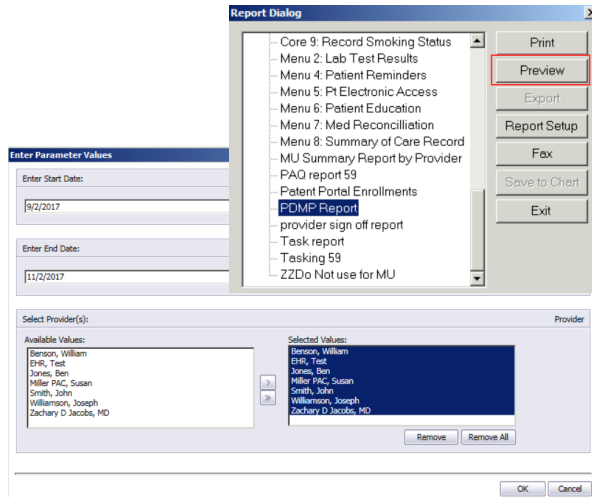 Report Dialog
X
Core 9: Record Smoking Status
Menu 2: Lab Test Results
Menu 4: Patient Reminders
Menu 5: Pt Electronic Access
Menu 6: Patient Education
Menu 7: Med Reconcilliation
Menu 8: Summary of Care Record
MU Summary Report by Provider
PAQ report 59
Patent Portal Enrollments
PDMP Report
provider sign off report
Task report
Tasking 59
ZZDo Not use for MU
Print
Preview
Export
Report Setup
Fax
Save to Chart
Exit
Enter Parameter Values
Enter Start Date:
9/2/2017
Enter End Date:
11/2/2017
Select Provider(s):
Provider
Available Values:
Benson, William
EHR, Test
Jones, Ben
Miller PAC, Susan
Smith, John
Williamson, Joseph
Zachary D Jacobs, MD
>
>>
Selected Values:
Benson, William
EHR, Test
Jones, Ben
Miller PAC, Susan
Smith, John
Williamson, Joseph
Zachary D Jacobs, MD
Remove
Remove All
OK
Cancel